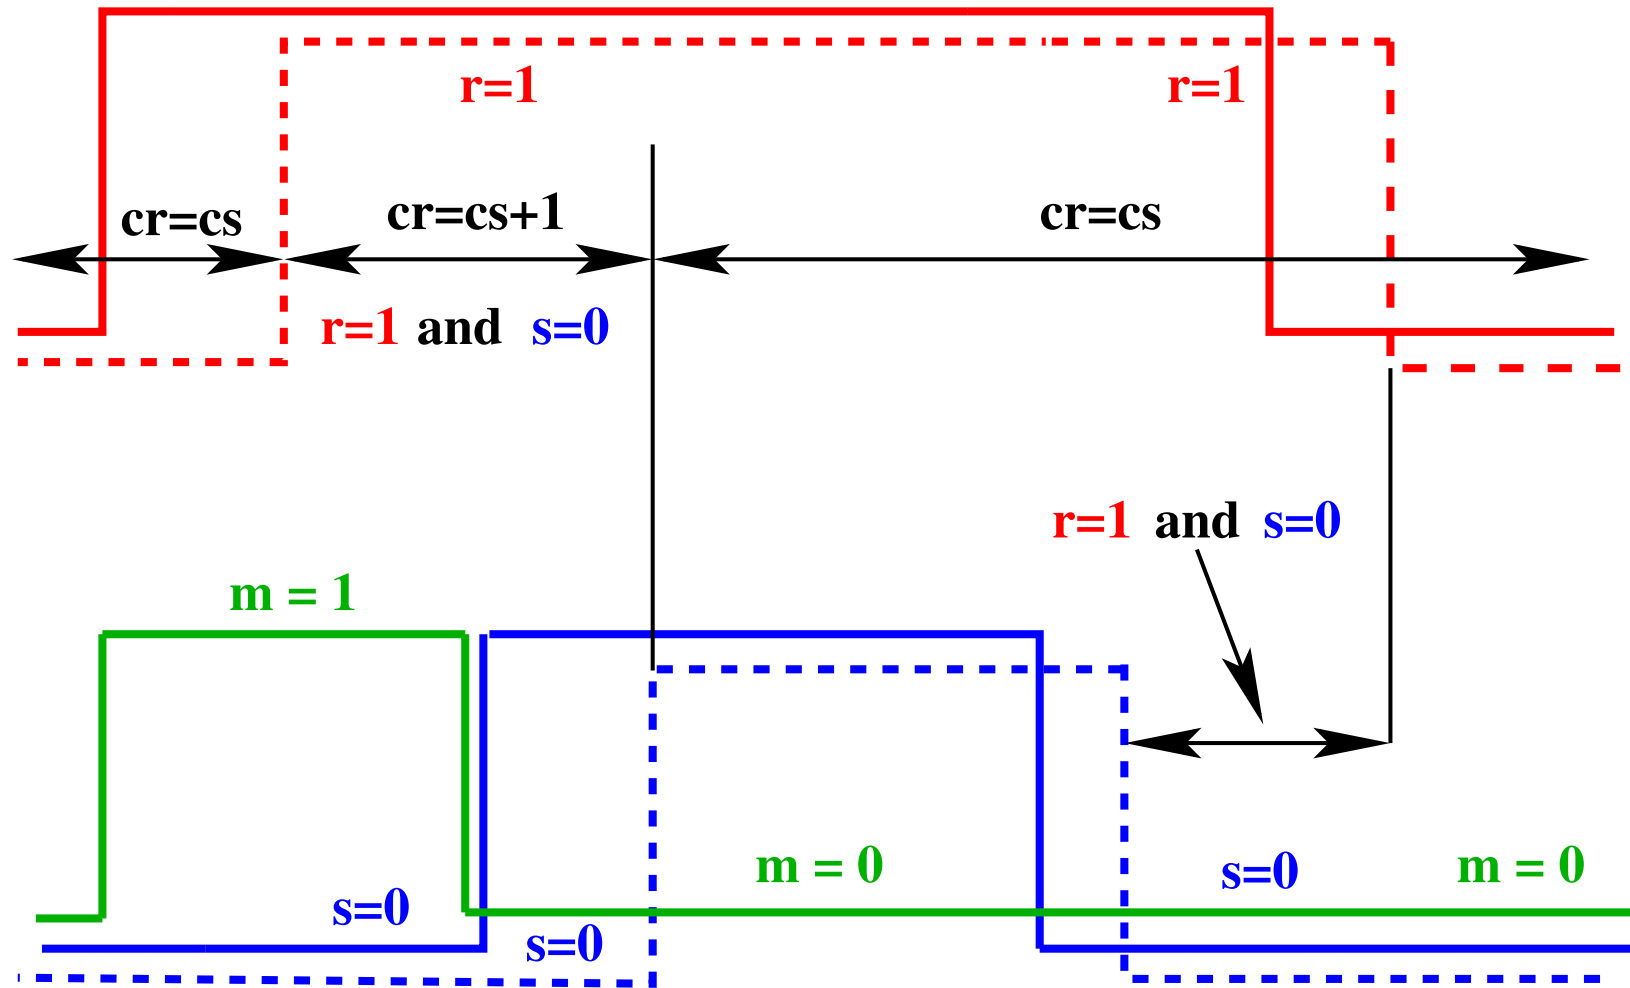 r=1 r=1
cr=cs cr=cs+1 cr=cs
r=1 and s=0
r=1 and s=0
m = 1
m = 0 s=0 m = 0
s=0
s=0